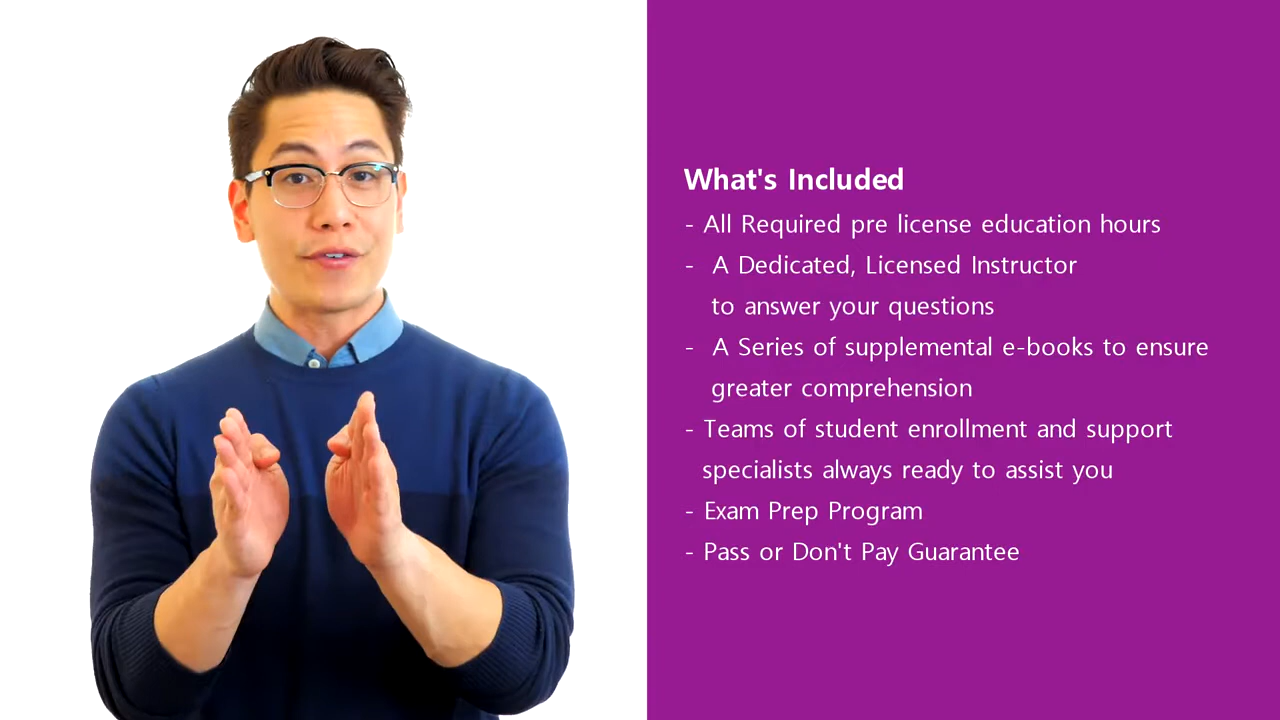 What's Included
- All Required pre license education hours
- A Dedicated, Licensed Instructor
to answer your questions
- A Series of supplemental e-books to ensure
greater comprehension
- Teams of student enrollment and support
specialists always ready to assist you
- Exam Prep Program
- Pass or Don't Pay Guarantee